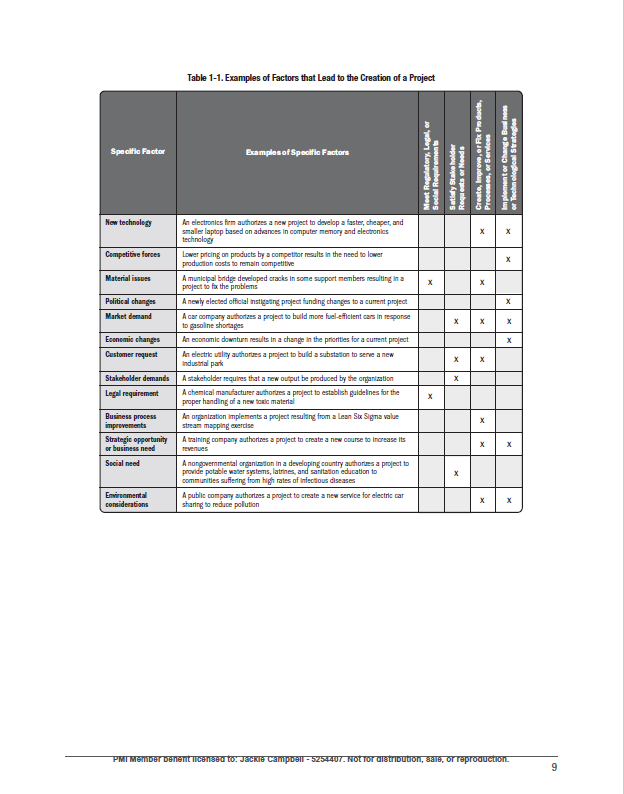 Table 1-1. Examples of Factors that Lead to the Creation of a Project
Specific Factor
Examples of Specific Factors
Meet Regulatory, Legal, or
Social Requirements
Satisfy Stakeholder
Requests or Needs
Create, Improve, or Fix Products,
Processes, or Services
Implement or Change Business
or Technological Strategies
New technology
An electronics firm authorizes a new project to develop a faster, cheaper, and
smaller laptop based on advances in computer memory and electronics
technology
X X
Competitive forces
Lower pricing on products by a competitor results in the need to lower
production costs to remain competitive
X
Material issues
A municipal bridge developed cracks in some support members resulting in a
project to fix the problems
X X
Political changes
A newly elected official instigating project funding changes to a current project
X
Market demand
A car company authorizes a project to build more fuel-efficient cars in response
to gasoline shortages
X X X
Economic changes
An economic downturn results in a change in the priorities for a current project
X
Customer request
An electric utility authorizes a project to build a substation to serve a new
industrial park
X X
Stakeholder demands
A stakeholder requires that a new output be produced by the organization
X
Legal requirement
A chemical manufacturer authorizes a project to establish guidelines for the
proper handling of a new toxic material
X
Business process
improvements
An organization implements a project resulting from a Lean Six Sigma value
stream mapping exercise
X
Strategic opportunity
or business need
A training company authorizes a project to create a new course to increase its
revenues
X X
Social need
A nongovernmental organization in a developing country authorizes a project to
provide potable water systems, latrines, and sanitation education to
communities suffering from high rates of infectious diseases
X
Environmental
considerations
A public company authorizes a project to create a new service for electric car
sharing to reduce pollution
X X
PMI Member benefit licensed to: Jackie Campbell - 5254407. Not for distribution, sale, or reproduction.
9